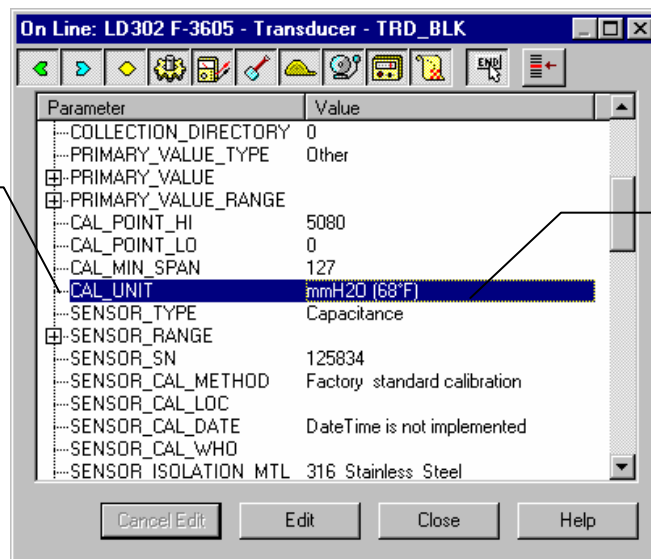 On Line: LD302 F-3605 - Transducer - TRD_BLK
END
Parameter Value
COLLECTION_DIRECTORY 0
PRIMARY_VALUE_TYPE Other
PRIMARY_VALUE
PRIMARY_VALUE_RANGE
CAL_POINT_HI 5080
CAL_POINT_LO 0
CAL_MIN_SPAN 127
CAL_UNIT mmH2O (68°F)
SENSOR_TYPE Capacitance
SENSOR_RANGE
SENSOR_SN 125834
SENSOR_CAL_METHOD Factory standard calibration
SENSOR_CAL_LOC
SENSOR_CAL_DATE DateTime is not implemented
SENSOR_CAL_WHO
SENSOR_ISOLATION_MTL 316 Stainless Steel
Cancel Edit Edit Close Help